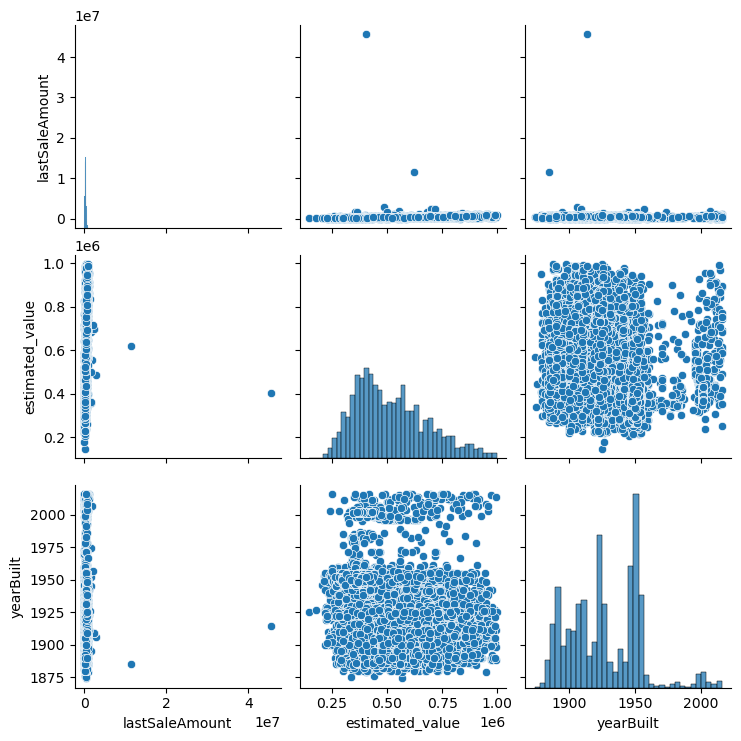 1e7
4
3
2
1
0
lastSaleAmount
1e6
1.0
0.8
0.6
0.4
0.2
estimated_value
2000
1975
1950
1925
1900
1875
yearBuilt
0 2 4
1e7
lastSaleAmount
0.25 0.50 0.75 1.00
1e6
estimated_value
1900 1950 2000
yearBuilt